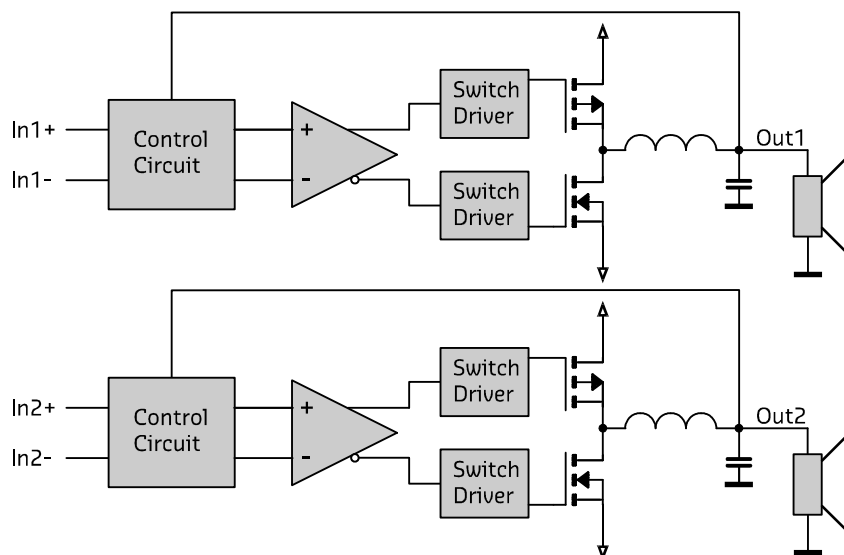 Switch
Driver
In1+
In1-
Control
Circuit
+
-
Out1
Switch
Driver
Switch
Driver
In2+
In2-
Control
Circuit
+
-
Out2
Switch
Driver